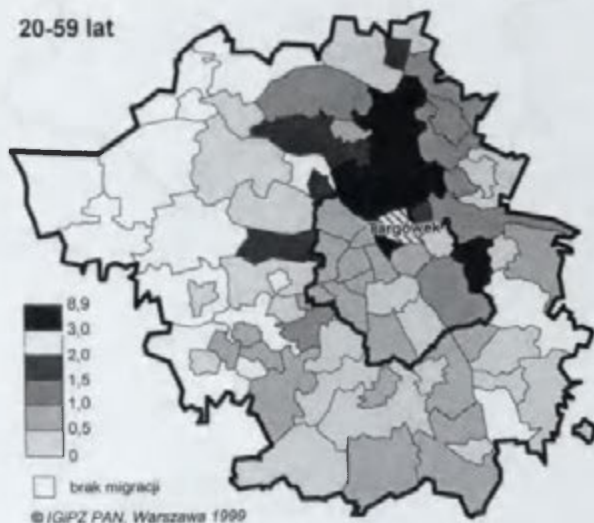 20-59 lat
Targówek
8,9
3,0
2,0
1,5
1,0
0,5
0
brak migracji
© IGiPZ PAN. Warszawa 1999